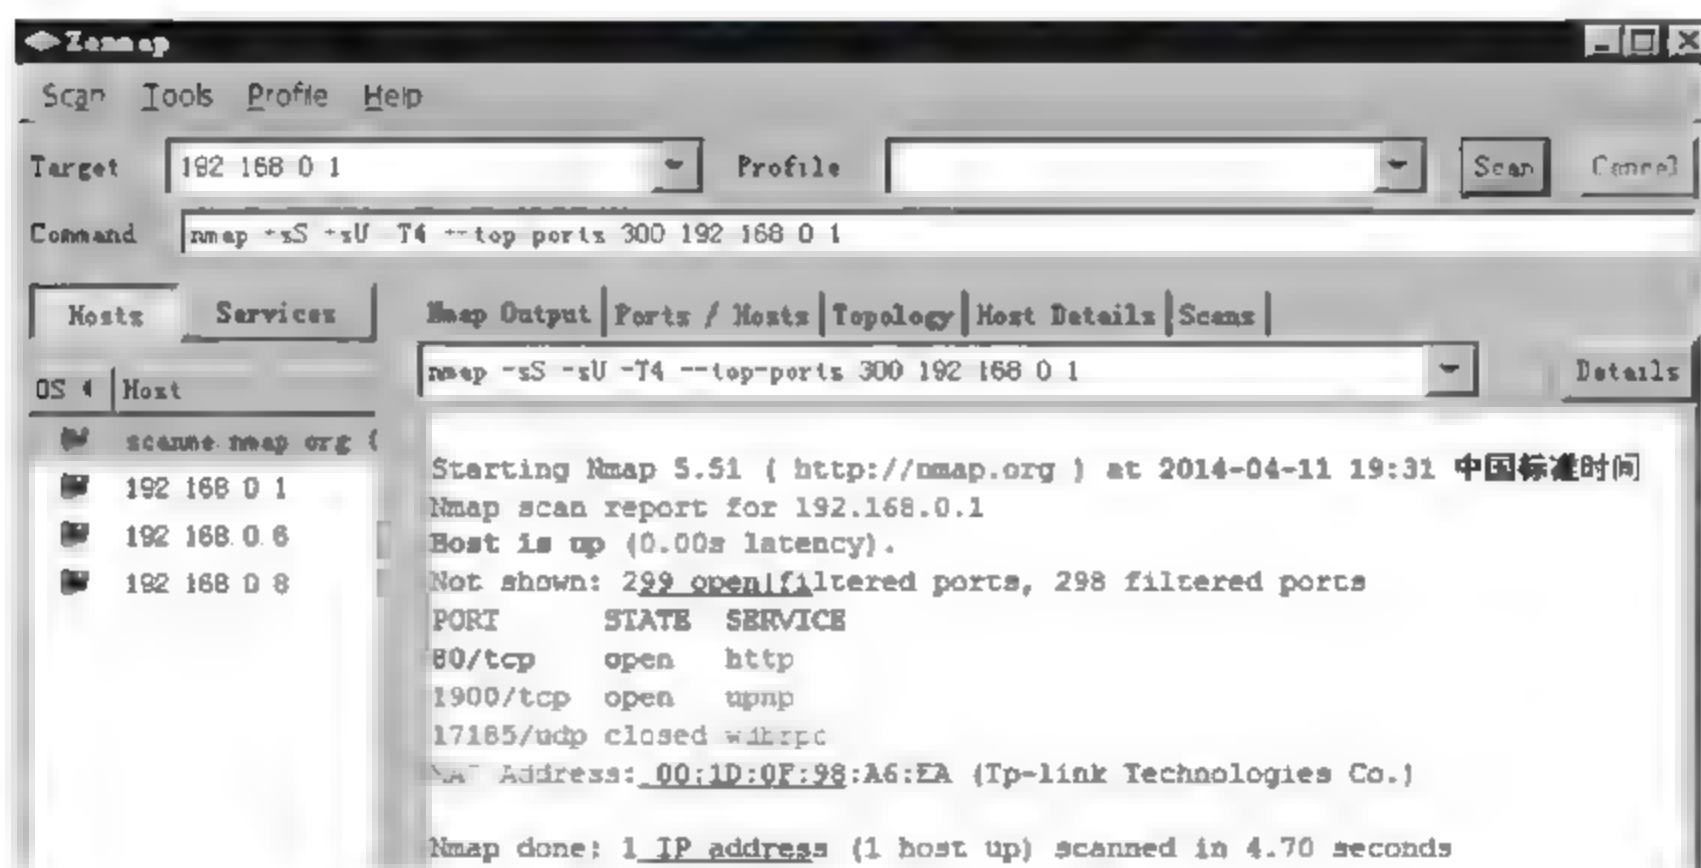 Zenmap
Scan Tools Profile Help
Target 192 168 0 1 Profile Scan Cancel
Command nmap -sS -sU -T4 --top ports 300 192 168 0 1
Hosts Services Nmap Output Ports / Hosts Topology Host Details Scans
nmap -sS -sU -T4 --top-ports 300 192 168 0 1 Details
OS Host
scanme nmap org (
192 168 0 1
192 168 0 6
192 168 0 8
Starting Nmap 5.51 ( http://nmap.org ) at 2014-04-11 19:31 中国标准时间
Nmap scan report for 192.168.0.1
Host is up (0.00s latency).
Not shown: 299 open|filtered ports, 298 filtered ports
PORT STATE SERVICE
80/tcp open http
1900/tcp open upnp
17185/udp closed wdbrpc
MAC Address: 00:1D:0F:98:A6:EA (Tp-link Technologies Co.)
Nmap done: 1 IP address (1 host up) scanned in 4.70 seconds